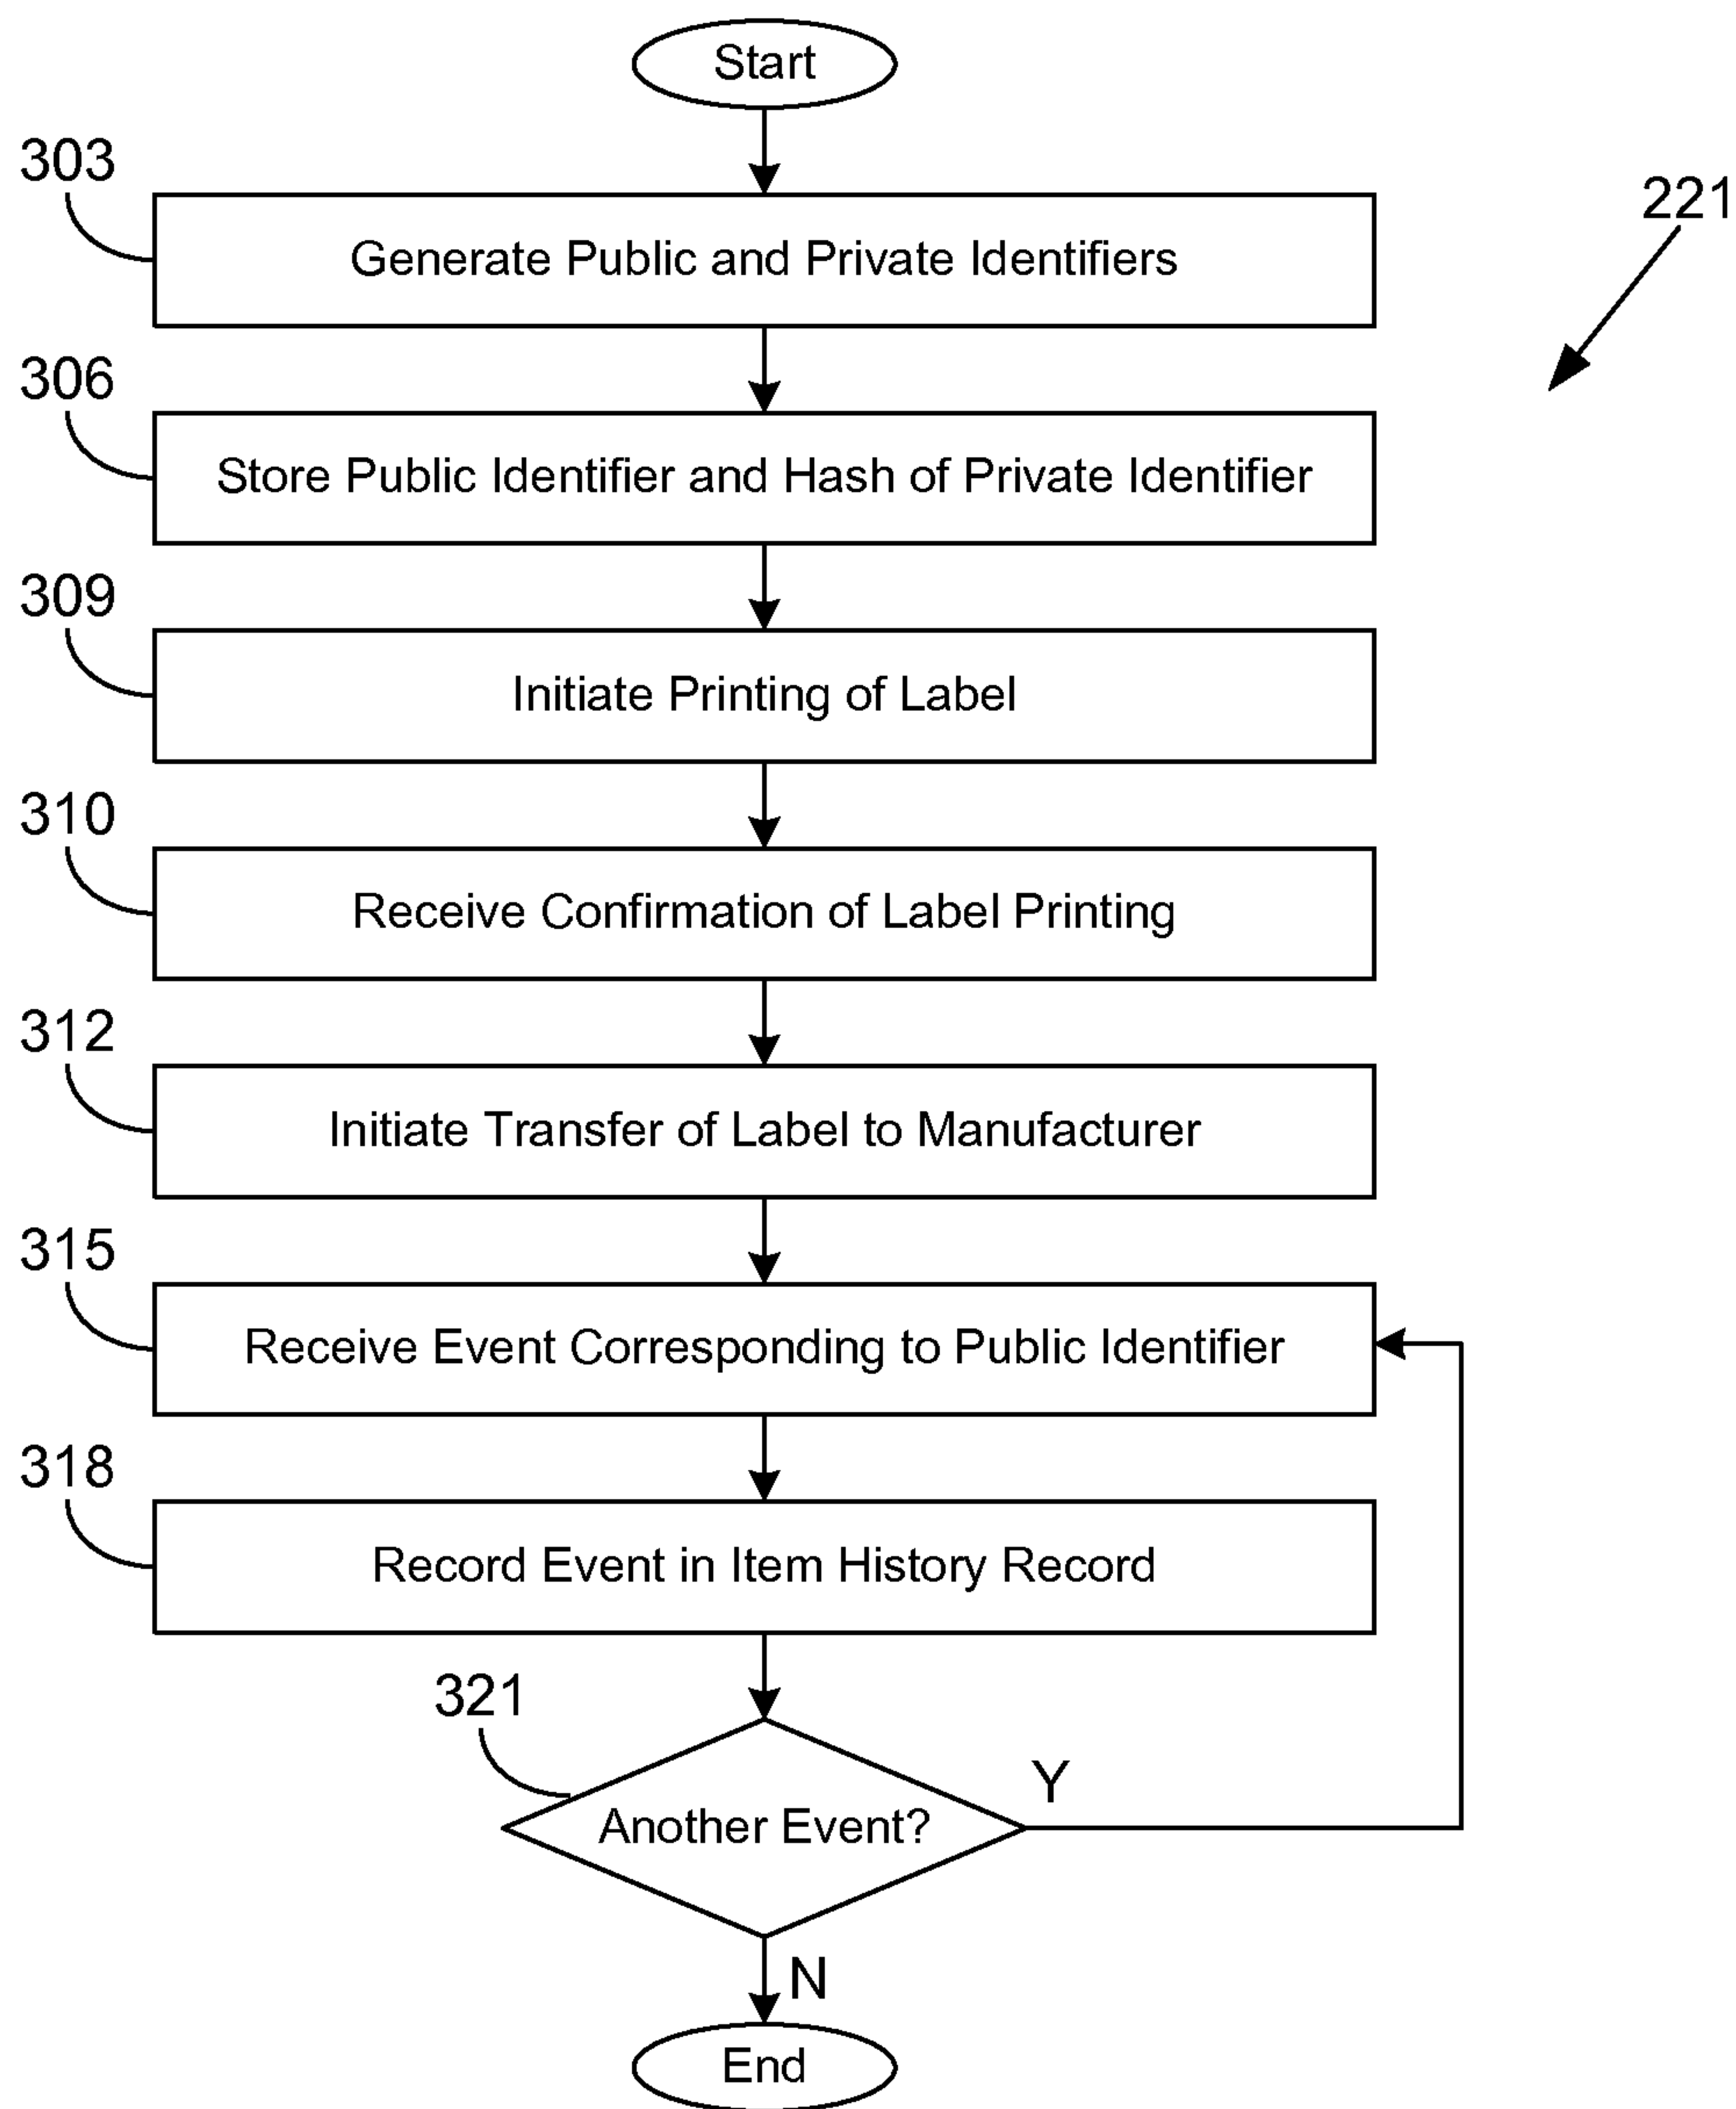 Start
303
221
Generate Public and Private Identifiers
306
Store Public Identifier and Hash of Private Identifier
309
Initiate Printing of Label
310
Receive Confirmation of Label Printing
312
Initiate Transfer of Label to Manufacturer
315
Receive Event Corresponding to Public Identifier
318
Record Event in Item History Record
321
Y
Another Event?
N
End